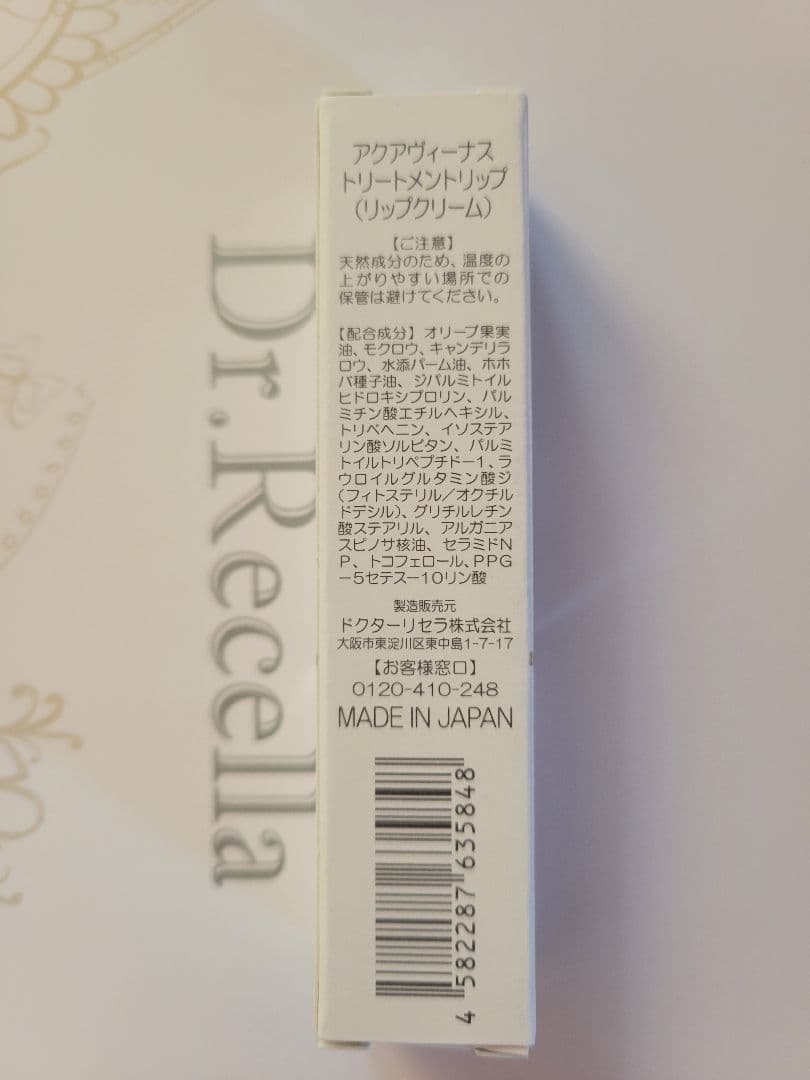 アクアヴィーナス
トリートメントリップ
(リップクリーム)
【ご注意】
天然成分のため、温度の
上がりやすい場所での
保管は避けてください。
【配合成分】オリーブ果実
油、モクロウ、キャンデリラ
ロウ、水添パーム油、ホホ
バ種子油、ジパルミトイル
ヒドロキシプロリン、パル
ミチン酸エチルヘキシル、
トリベヘニン、イソステア
リン酸ソルビタン、パルミ
トイルトリペプチド-1、ラ
ウロイルグルタミン酸ジ
(フィトステリル/オクチル
ドデシル)、グリチルレチン
酸ステアリル、アルガニア
スピノサ核油、セラミドN
P、トコフェロール、PPG
-5セテス-10リン酸
製造販売元
ドクターリセラ株式会社
大阪市東淀川区東中島1-7-17
【お客様窓口】
0120-410-248
MADE IN JAPAN
4 582287 635848
Dr.Recella